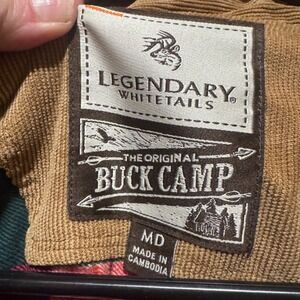 LEGENDARY®
WHITETAILS
THE ORIGINAL
BUCK CAMP
MD
MADE IN
CAMBODIA